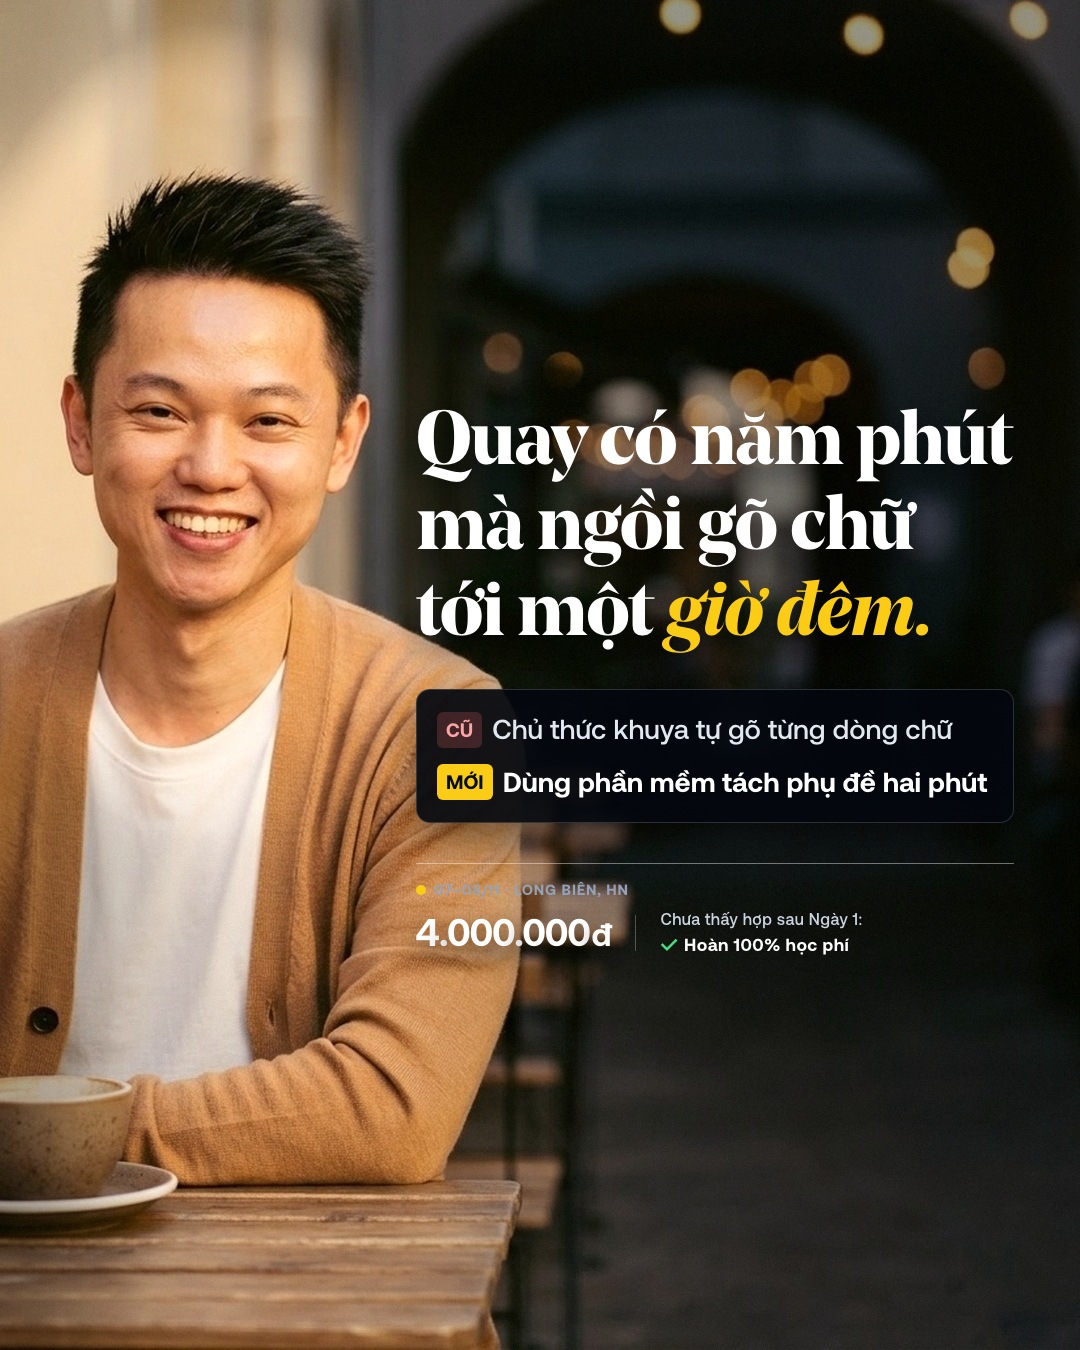 Quay có năm phút
mà ngồi gõ chữ
tới một giờ đêm.
CŨ Chủ thức khuya tự gõ từng dòng chữ
MỚI Dùng phần mềm tách phụ đề hai phút
LONG BIÊN, HN
4.000.000đ
Chưa thấy hợp sau Ngày 1:
Hoàn 100% học phí